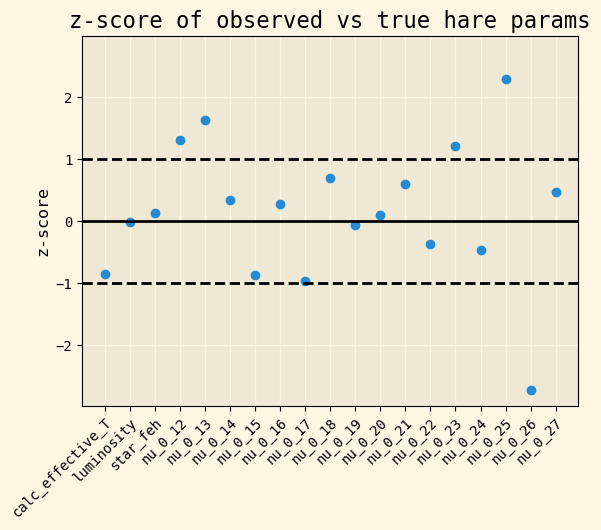 z-score of observed vs true hare params
z-score
2
1
0
−1
−2
calc_effective_T
luminosity
star_feh
nu_0_12
nu_0_13
nu_0_14
nu_0_15
nu_0_16
nu_0_17
nu_0_18
nu_0_19
nu_0_20
nu_0_21
nu_0_22
nu_0_23
nu_0_24
nu_0_25
nu_0_26
nu_0_27